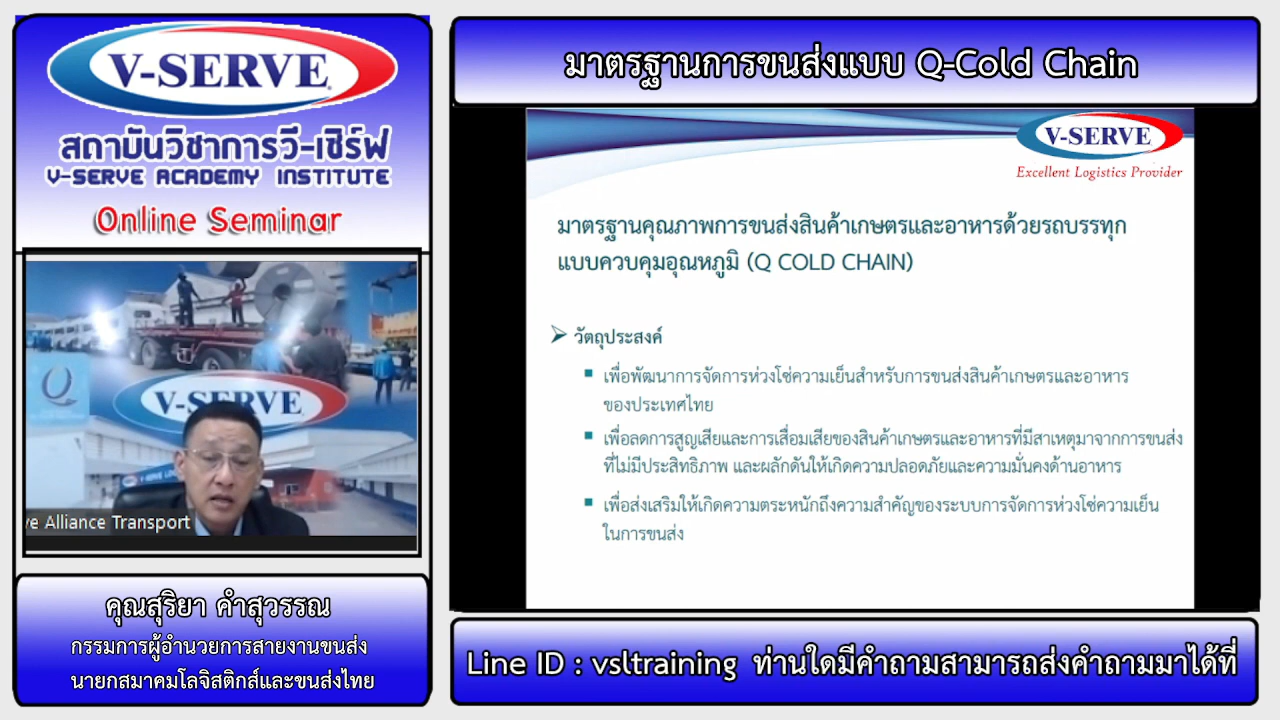 V-SERVE
สถาบันวิชาการวี-เซิร์ฟ
V-SERVE ACADEMY INSTITUTE
Online Seminar
V-SERVE
ve Alliance Transport
คุณสุริยา คำสุวรรณ
กรรมการผู้อำนวยการสายงานขนส่ง
นายกสมาคมโลจิสติกส์และขนส่งไทย
มาตรฐานการขนส่งแบบ Q-Cold Chain
V-SERVE
Excellent Logistics Provider
มาตรฐานคุณภาพการขนส่งสินค้าเกษตรและอาหารด้วยรถบรรทุก
แบบควบคุมอุณหภูมิ (Q COLD CHAIN)
วัตถุประสงค์
เพื่อพัฒนาการจัดการห่วงโซ่ความเย็นสำหรับการขนส่งสินค้าเกษตรและอาหาร
ของประเทศไทย
เพื่อลดการสูญเสียและการเสื่อมเสียของสินค้าเกษตรและอาหารที่มีสาเหตุมาจากการขนส่ง
ที่ไม่มีประสิทธิภาพ และผลักดันให้เกิดความปลอดภัยและความมั่นคงด้านอาหาร
เพื่อส่งเสริมให้เกิดความตระหนักถึงความสำคัญของระบบการจัดการห่วงโซ่ความเย็น
ในการขนส่ง
Line ID : vsltraining ท่านใดมีคำถามสามารถส่งคำถามมาได้ที่